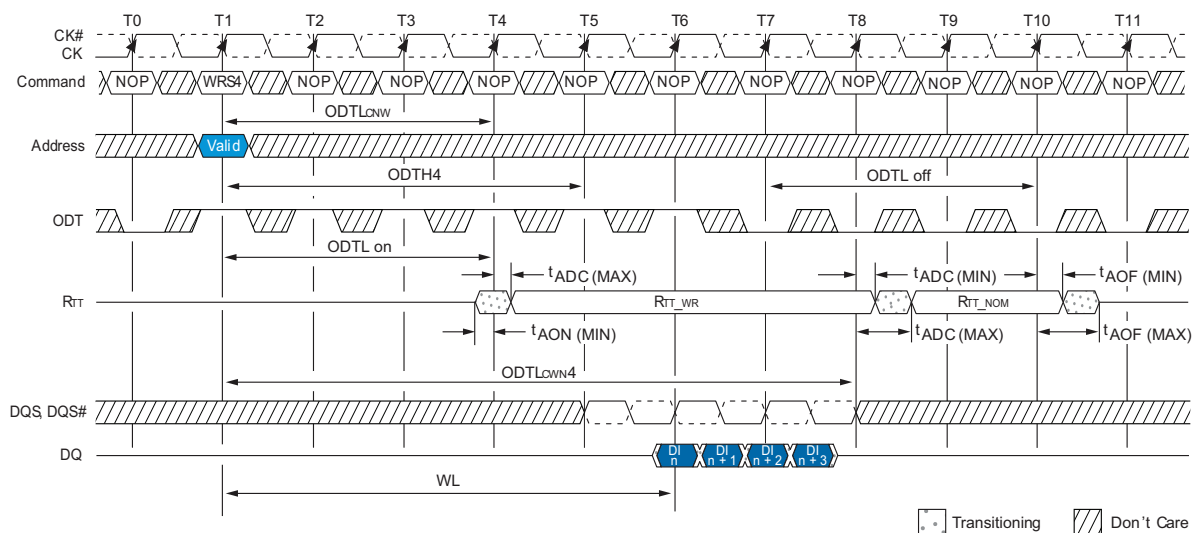 T0 T1 T2 T3 T4 T5 T6 T7 T8 T9 T10 T11
CK#
CK
Command NOP WRS4 NOP NOP NOP NOP NOP NOP NOP NOP NOP NOP
ODTLCNW
Address Valid
ODTH4 ODTL off
ODT
ODTL on
tADC (MAX) tADC (MIN) tAOF (MIN)
RTT RTT_WR RTT_NOM
tAON (MIN) tADC (MAX) tAOF (MAX)
ODTLCWN4
DQS, DQS#
DQ DI n DI n + 1 DI n + 2 DI n + 3
WL
Transitioning Don't Care